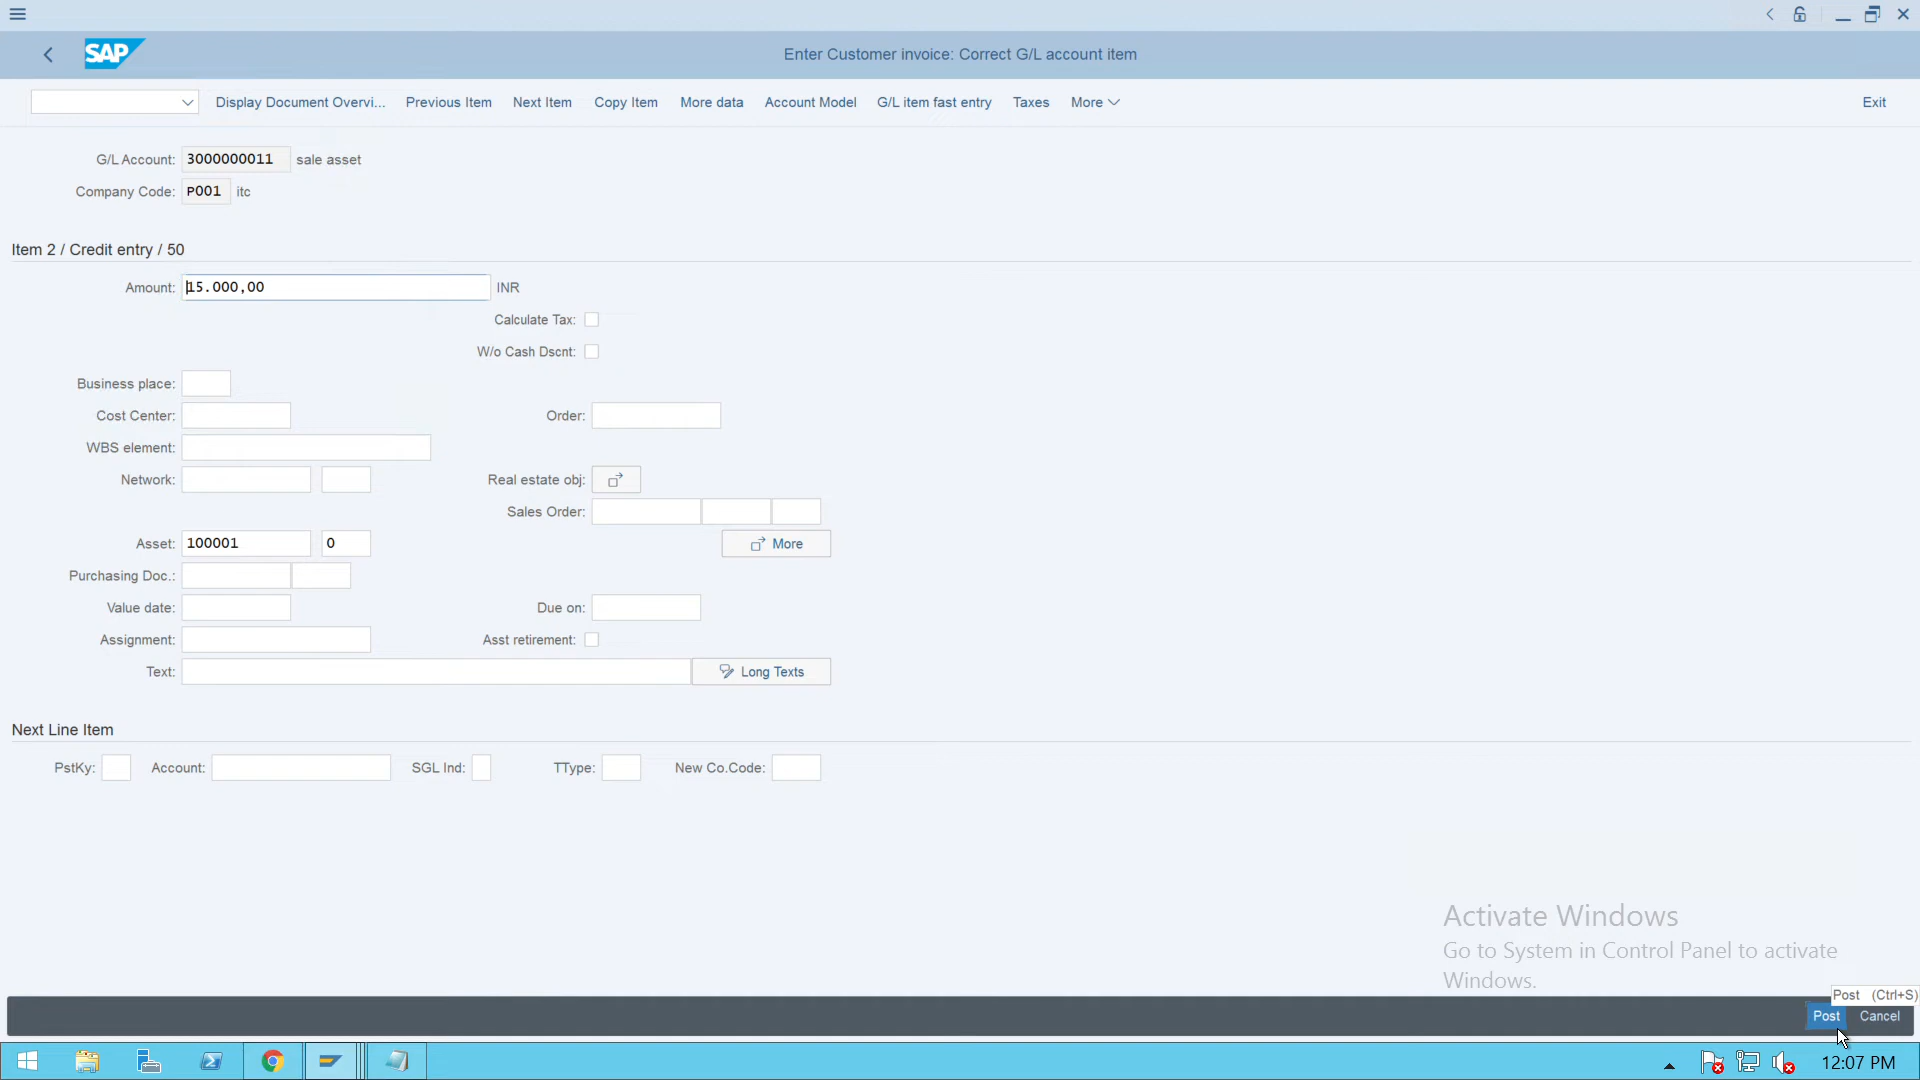 SAP
Enter Customer invoice: Correct G/L account item
Display Document Overvi... Previous Item Next Item Copy Item More data Account Model G/L item fast entry Taxes More Exit
G/L Account: 3000000011 sale asset
Company Code: P001 itc
Item 2 / Credit entry / 50
Amount: 15.000,00 INR
Calculate Tax:
W/o Cash Dscnt:
Business place:
Cost Center: Order:
WBS element:
Network: Real estate obj:
Sales Order:
Asset: 100001 0 More
Purchasing Doc.:
Value date: Due on:
Assignment: Asst retirement:
Text: Long Texts
Next Line Item
PstKy: Account: SGL Ind: TType: New Co.Code:
Activate Windows
Go to System in Control Panel to activate
Windows.
Post (Ctrl+S)
Post Cancel
12:07 PM